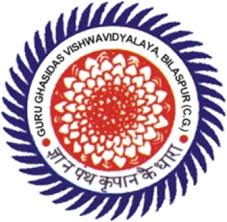 GURU GHASIDAS VISHWAVIDYALAYA, BILASPUR (C.G.)
ज्ञान पथ कृपान कै धारा